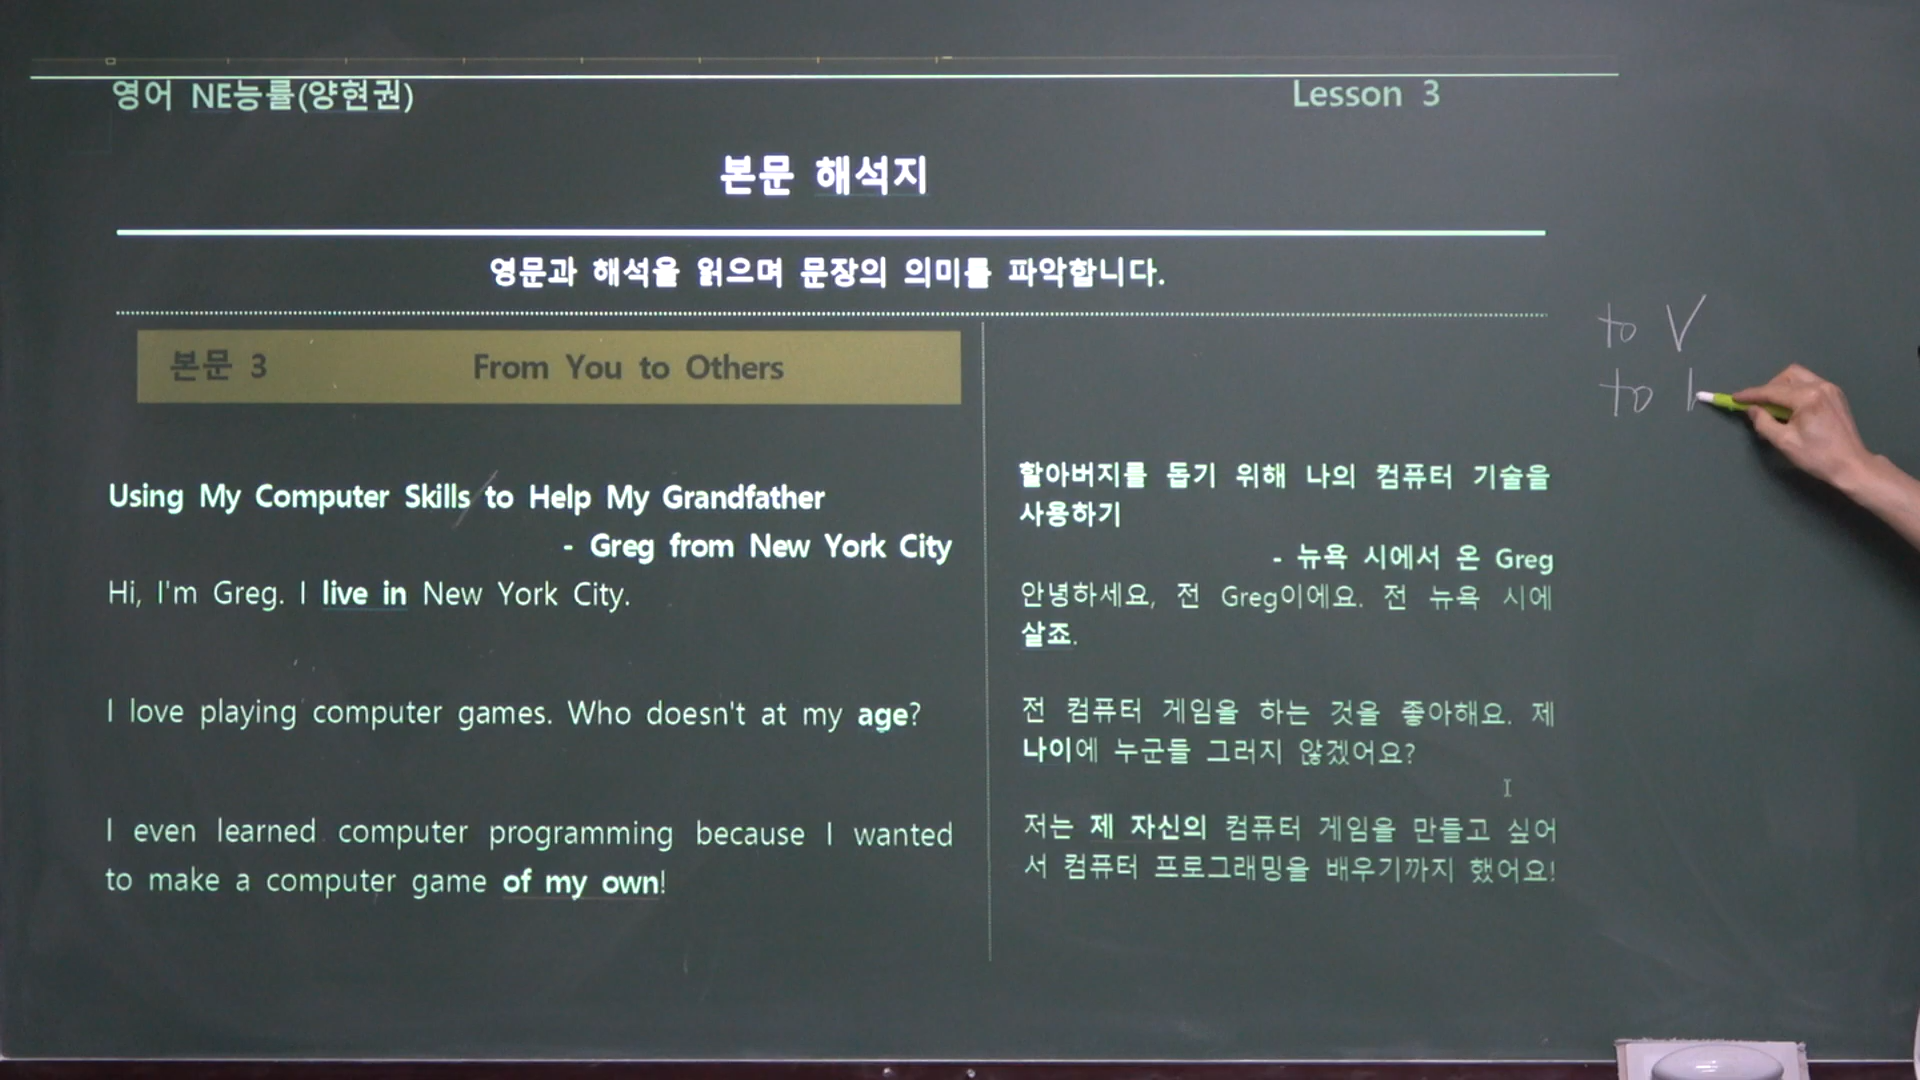 영어 NE능률(양현권)
Lesson 3
본문 해석지
영문과 해석을 읽으며 문장의 의미를 파악합니다.
본문 3 From You to Others
Using My Computer Skills to Help My Grandfather
- Greg from New York City
Hi, I'm Greg. I live in New York City.
I love playing computer games. Who doesn't at my age?
I even learned computer programming because I wanted
to make a computer game of my own!
할아버지를 돕기 위해 나의 컴퓨터 기술을
사용하기
- 뉴욕 시에서 온 Greg
안녕하세요, 전 Greg이에요. 전 뉴욕 시에
살죠.
전 컴퓨터 게임을 하는 것을 좋아해요. 제
나이에 누군들 그러지 않겠어요?
저는 제 자신의 컴퓨터 게임을 만들고 싶어
서 컴퓨터 프로그래밍을 배우기까지 했어요!
to V
to